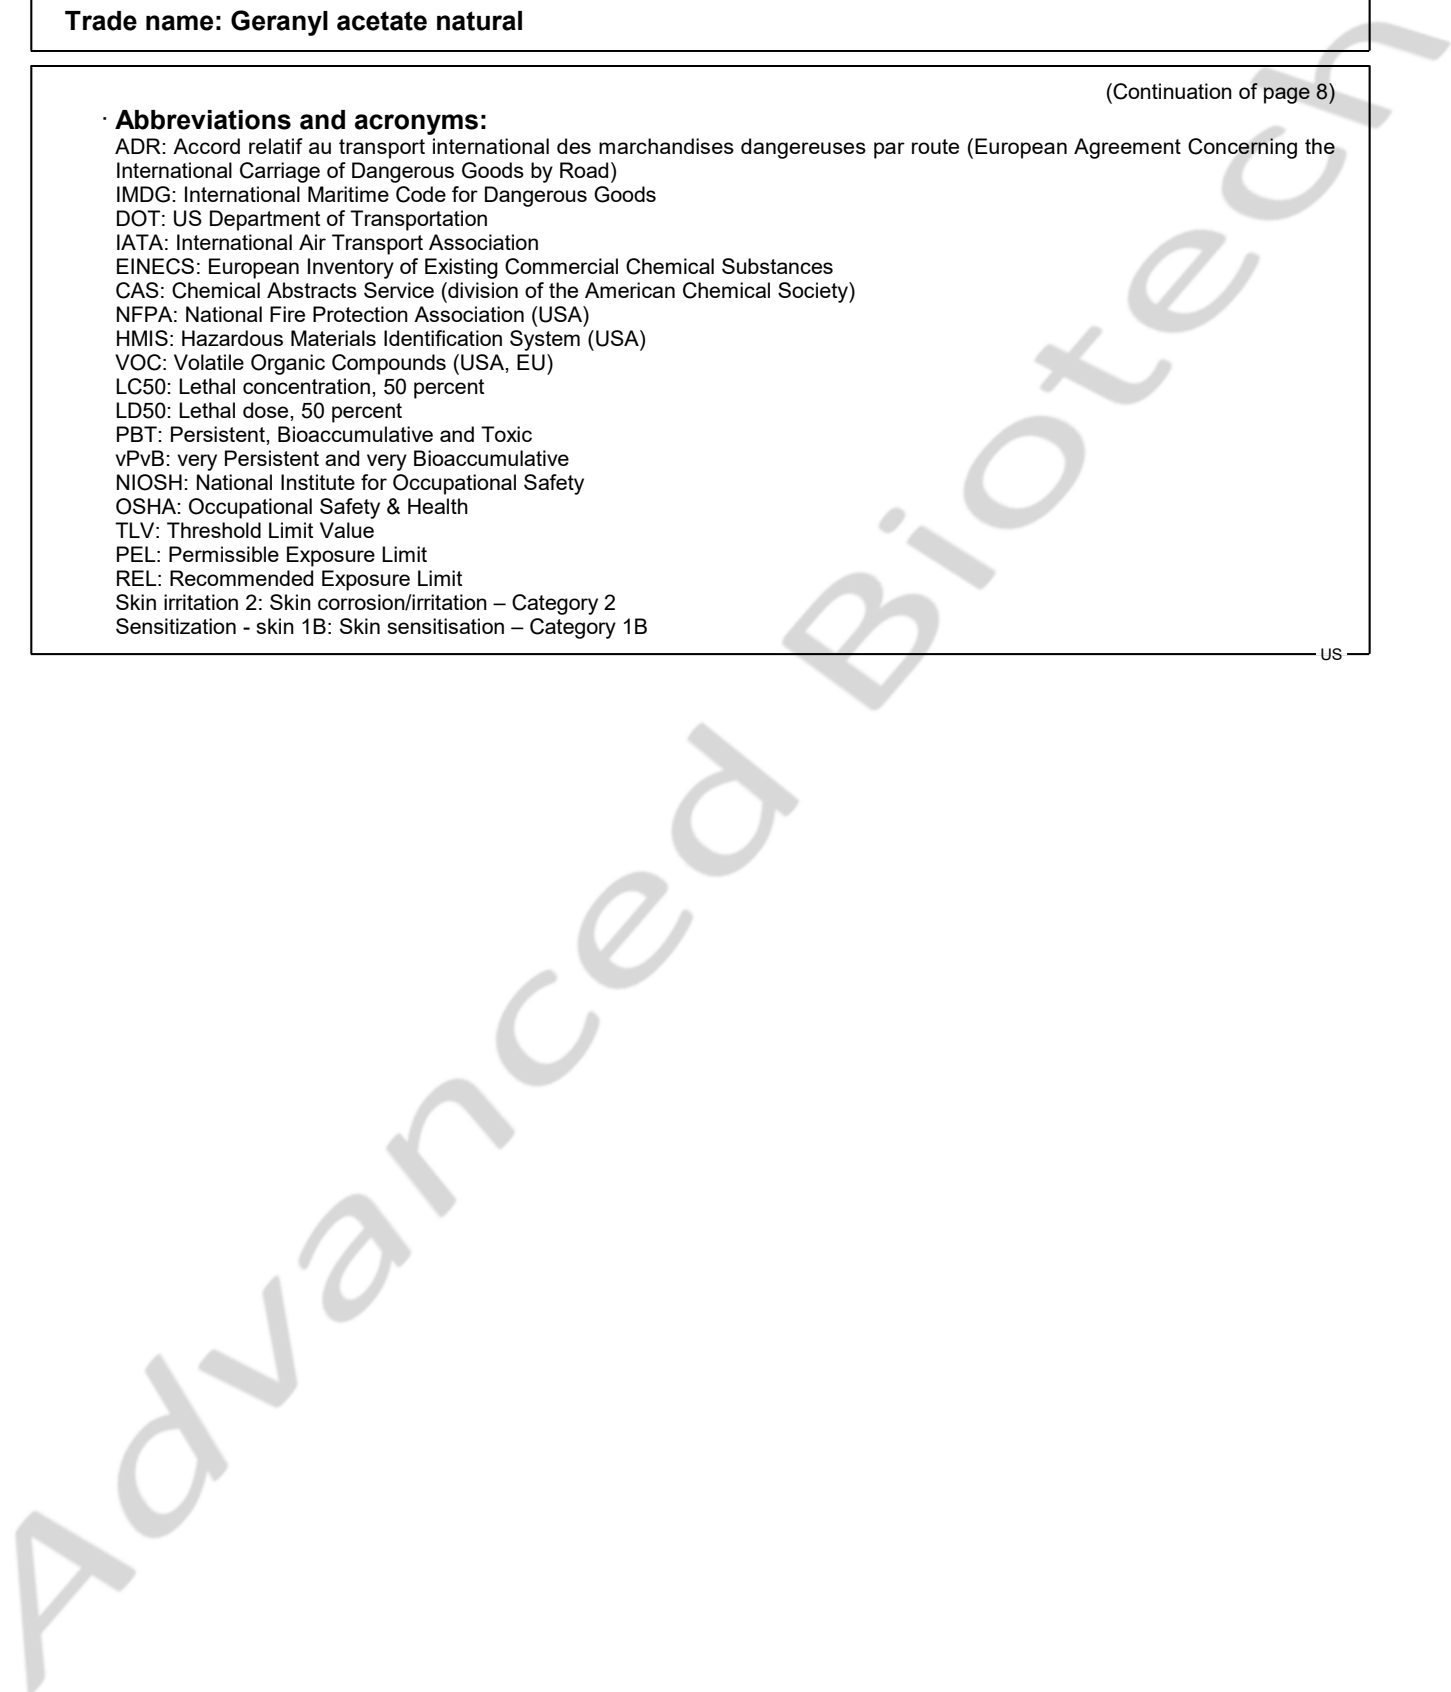 Trade name: Geranyl acetate natural
(Continuation of page 8)
· Abbreviations and acronyms:
ADR: Accord relatif au transport international des marchandises dangereuses par route (European Agreement Concerning the
International Carriage of Dangerous Goods by Road)
IMDG: International Maritime Code for Dangerous Goods
DOT: US Department of Transportation
IATA: International Air Transport Association
EINECS: European Inventory of Existing Commercial Chemical Substances
CAS: Chemical Abstracts Service (division of the American Chemical Society)
NFPA: National Fire Protection Association (USA)
HMIS: Hazardous Materials Identification System (USA)
VOC: Volatile Organic Compounds (USA, EU)
LC50: Lethal concentration, 50 percent
LD50: Lethal dose, 50 percent
PBT: Persistent, Bioaccumulative and Toxic
vPvB: very Persistent and very Bioaccumulative
NIOSH: National Institute for Occupational Safety
OSHA: Occupational Safety & Health
TLV: Threshold Limit Value
PEL: Permissible Exposure Limit
REL: Recommended Exposure Limit
Skin irritation 2: Skin corrosion/irritation – Category 2
Sensitization - skin 1B: Skin sensitisation – Category 1B
US
Advanced Biotech